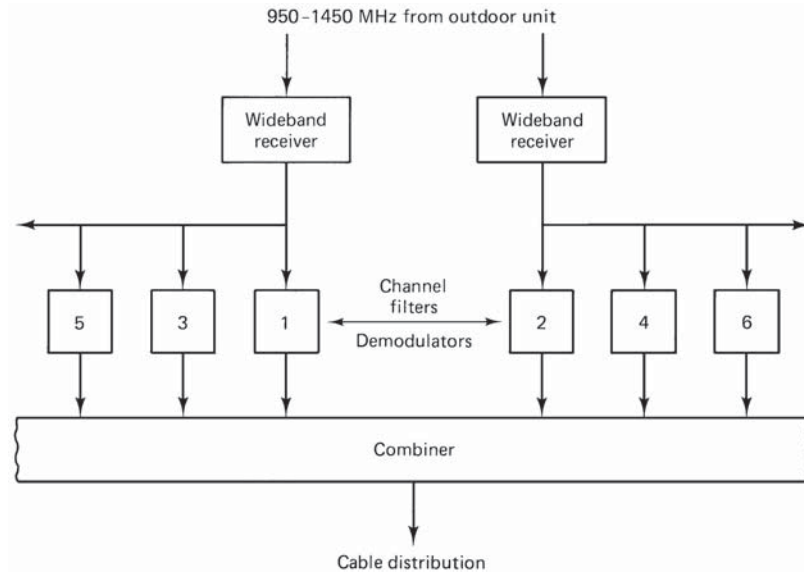 950-1450 MHz from outdoor unit
Wideband
receiver
Wideband
receiver
Channel
filters
5
3
1
2
4
6
Demodulators
Combiner
Cable distribution